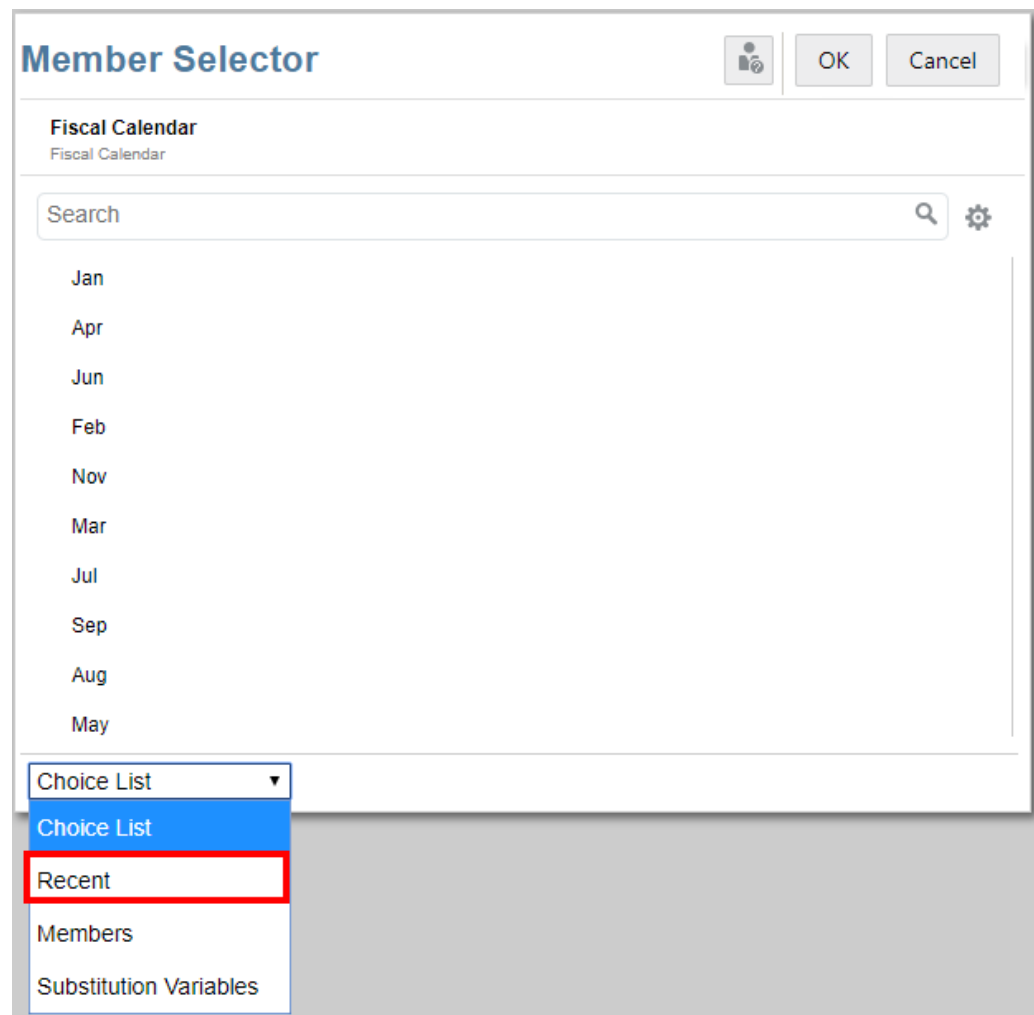 Member Selector
OK
Cancel
Fiscal Calendar
Fiscal Calendar
Search
Jan
Apr
Jun
Feb
Nov
Mar
Jul
Sep
Aug
May
Choice List
Choice List
Recent
Members
Substitution Variables